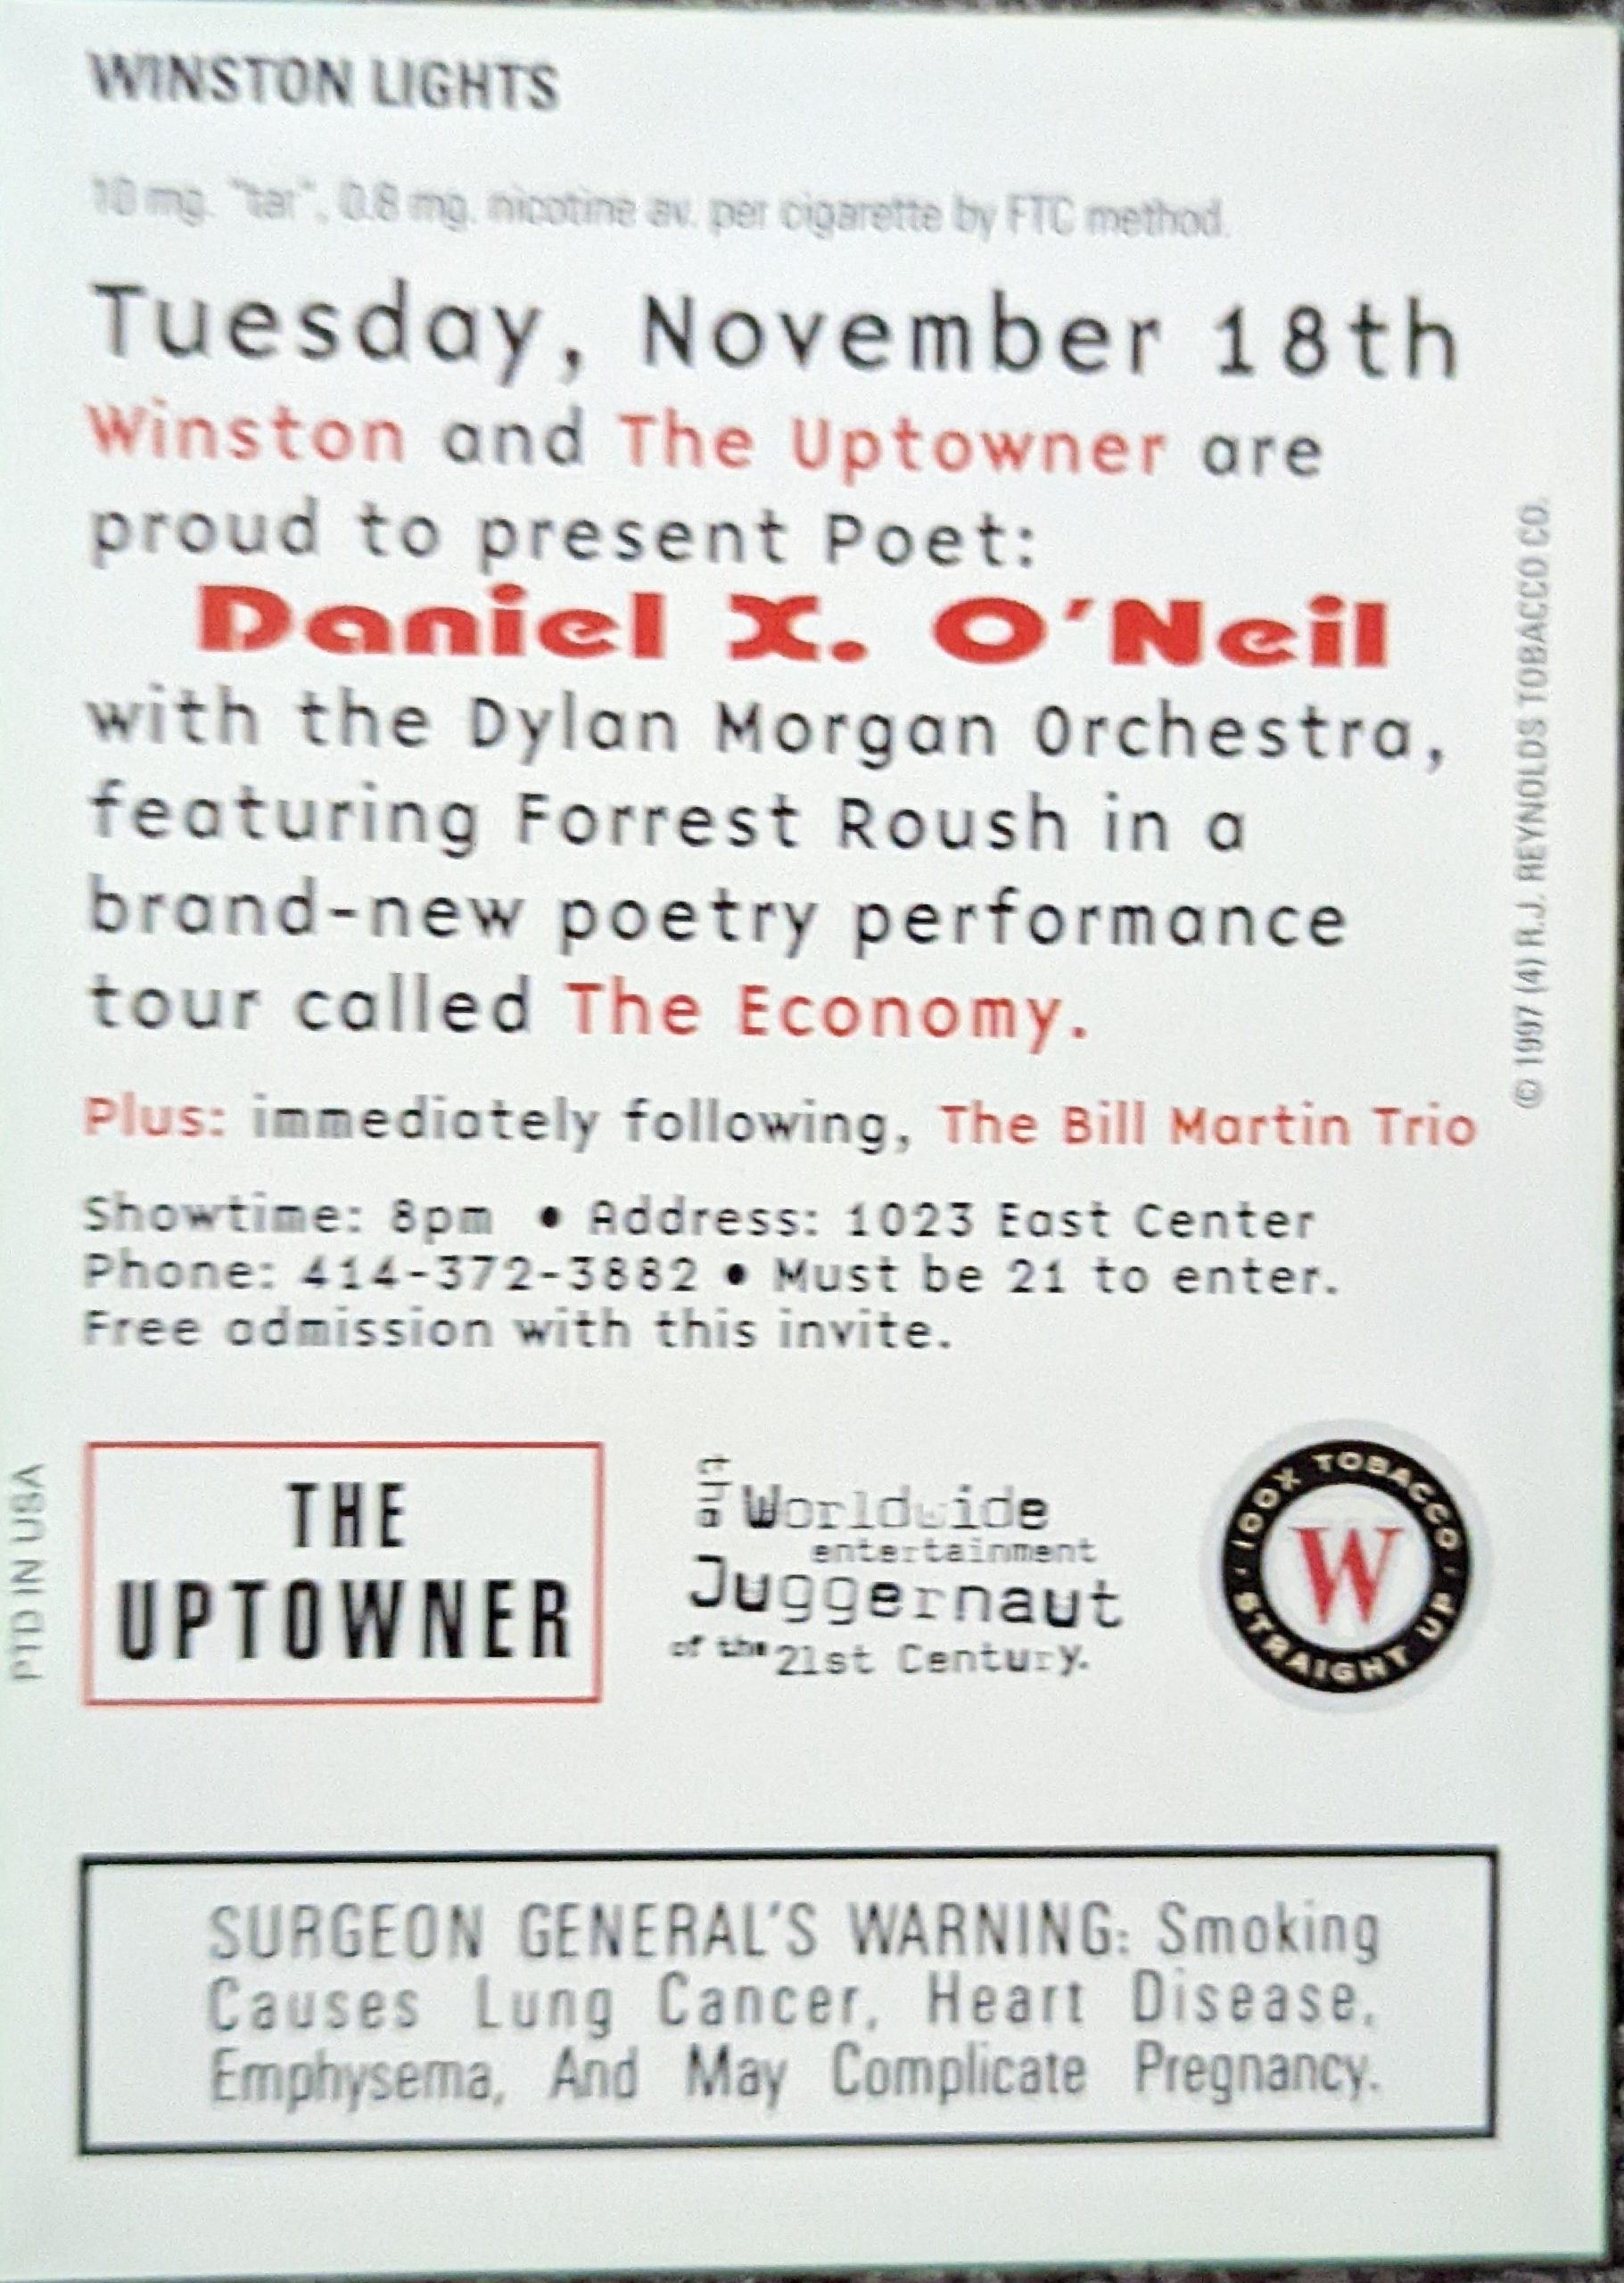 WINSTON LIGHTS
10 mg. "tar", 0.8 mg. nicotine av. per cigarette by FTC method.
Tuesday, November 18th
Winston and The Uptowner are
proud to present Poet:
Daniel X. O'Neil
with the Dylan Morgan Orchestra,
featuring Forrest Roush in a
brand-new poetry performance
tour called The Economy.
Plus: immediately following, The Bill Martin Trio
Showtime: 8pm • Address: 1023 East Center
Phone: 414-372-3882 • Must be 21 to enter.
Free admission with this invite.
© 1997 (4) R.J. REYNOLDS TOBACCO CO.
PTD IN USA
THE
UPTOWNER
Worldwide
entertainment
Juggernaut
of the 21st Century.
100% TOBACCO
W
STRAIGHT UP
SURGEON GENERAL'S WARNING: Smoking
Causes Lung Cancer, Heart Disease,
Emphysema, And May Complicate Pregnancy.